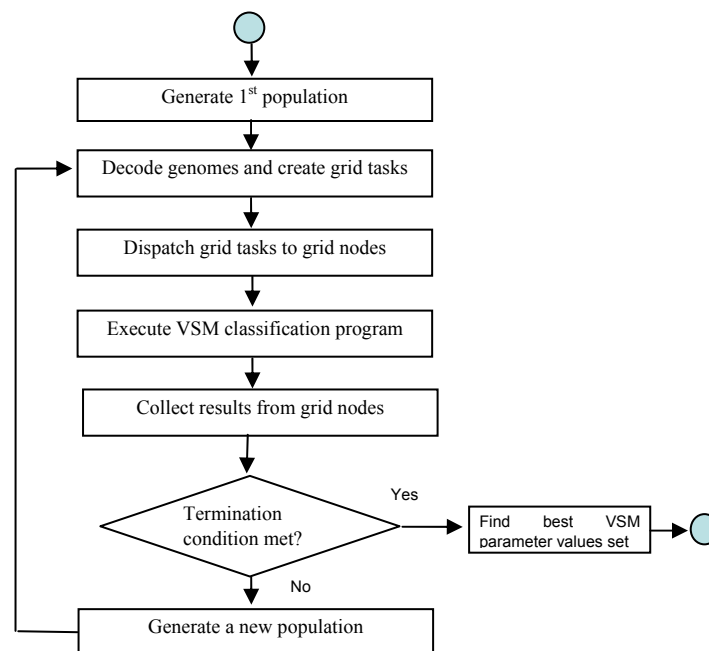 Generate 1st population
Decode genomes and create grid tasks
Dispatch grid tasks to grid nodes
Execute VSM classification program
Collect results from grid nodes
Termination
condition met?
Yes
Find best VSM
parameter values set
No
Generate a new population